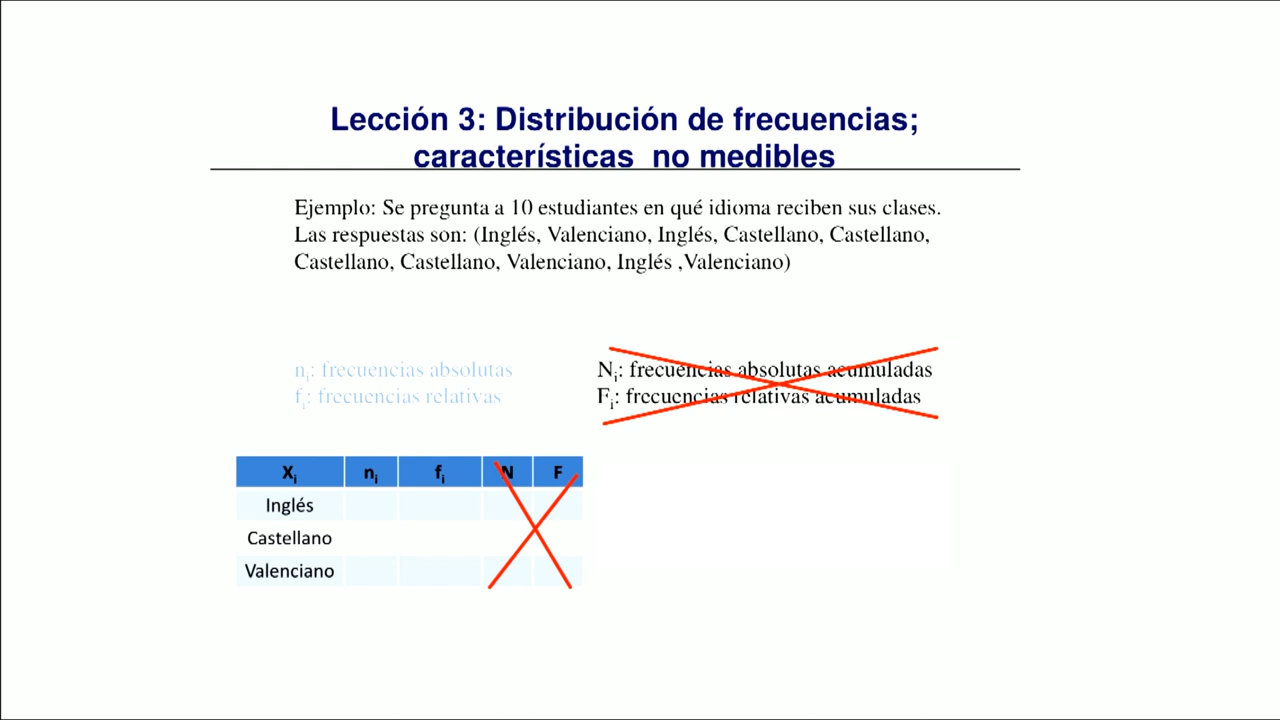 Lección 3: Distribución de frecuencias;
características no medibles
Ejemplo: Se pregunta a 10 estudiantes en qué idioma reciben sus clases.
Las respuestas son: (Inglés, Valenciano, Inglés, Castellano, Castellano,
Castellano, Castellano, Valenciano, Inglés ,Valenciano)
ni: frecuencias absolutas
fi: frecuencias relativas
Ni: frecuencias absolutas acumuladas
Fi: frecuencias relativas acumuladas
Xi ni fi N F
Inglés
Castellano
Valenciano